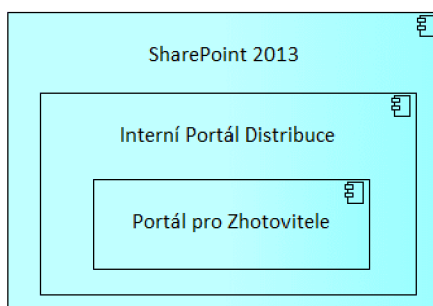 SharePoint 2013
Interní Portál Distribuce
Portál pro Zhotovitele